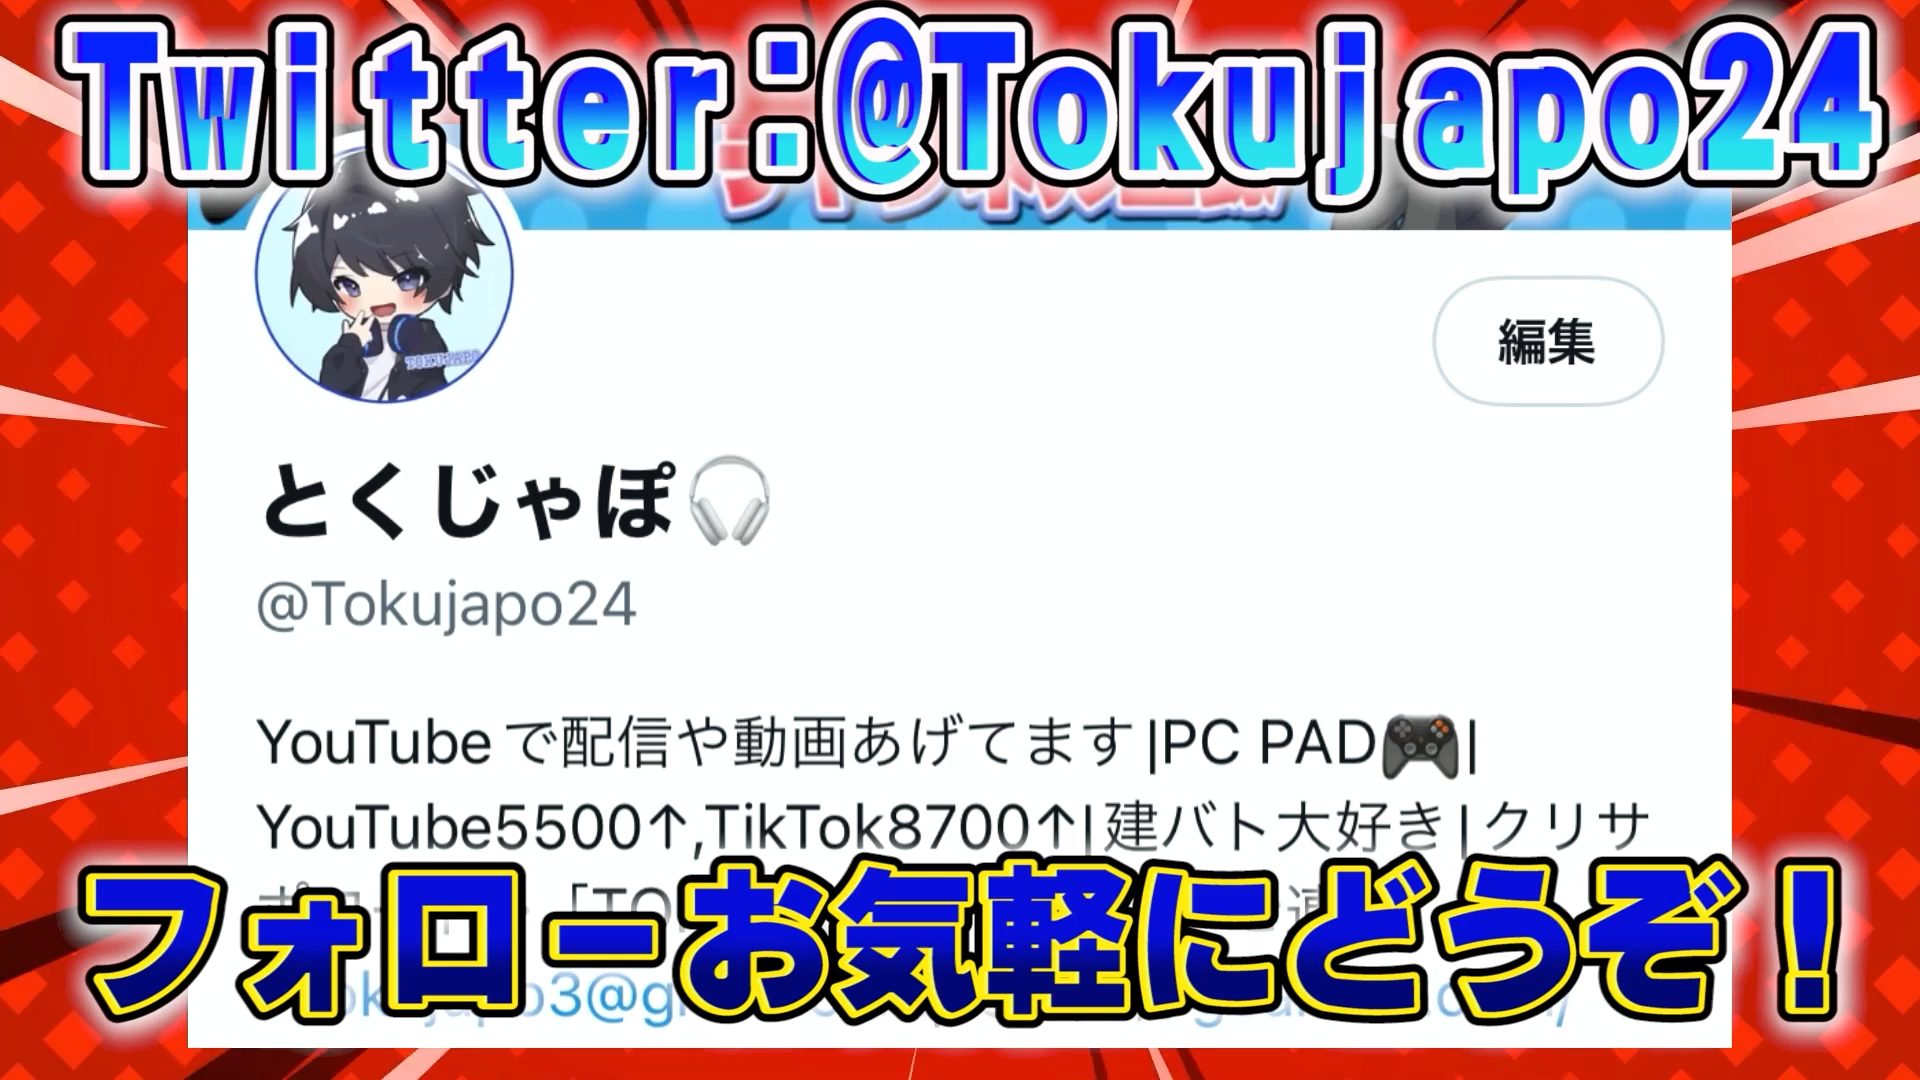 Twitter:@Tokujapo24
TOKUJAPO
編集
とくじゃぽ
@Tokujapo24
YouTubeで配信や動画あげてます|PC PAD🎮|
YouTube5500↑,TikTok8700↑|建バト大好き|クリサ
フォローお気軽にどうぞ！